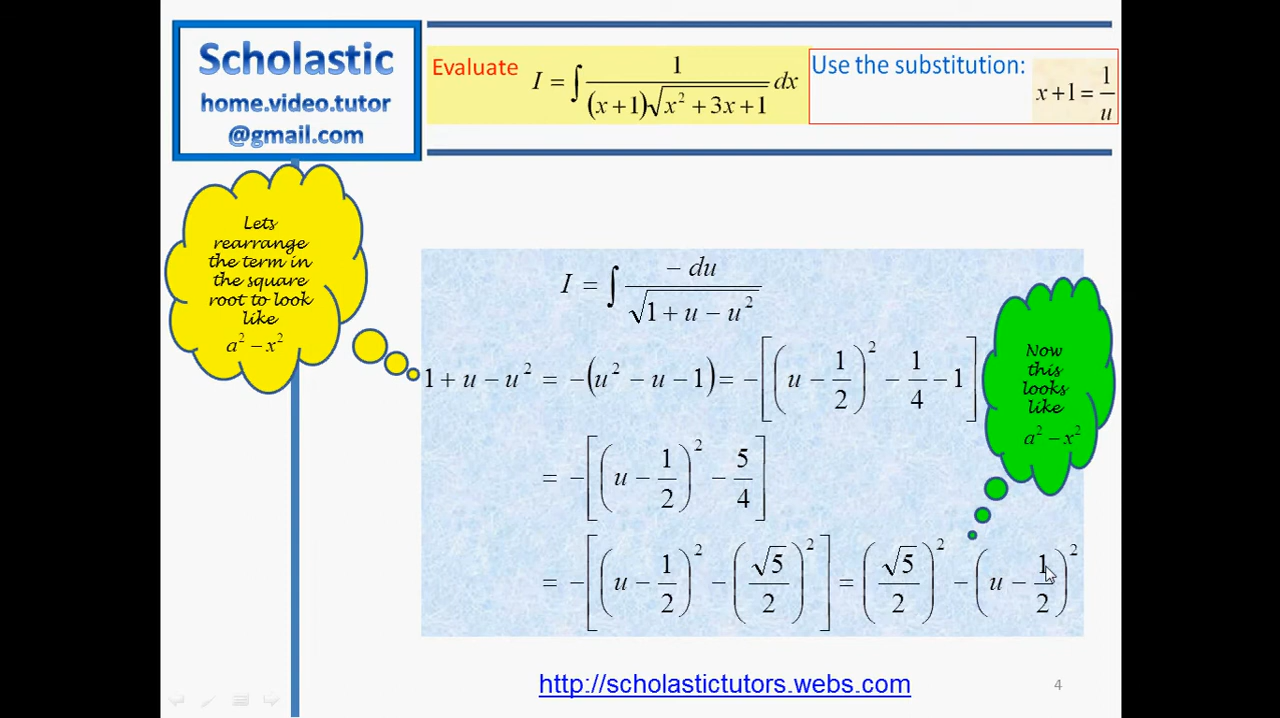 Scholastic
home.video.tutor
@gmail.com
Evaluate I = ∫ 1/((x+1)√(x² + 3x + 1)) dx
Use the substitution: x + 1 = 1/u
Lets
rearrange
the term in
the square
root to look
like
a² − x²
I = ∫ −du/√(1 + u − u²)
1 + u − u² = −(u² − u − 1) = −[(u − 1/2)² − 1/4 − 1]
= −[(u − 1/2)² − 5/4]
= −[(u − 1/2)² − (√5/2)²] = (√5/2)² − (u − 1/2)²
Now
this
looks
like
a² − x²
http://scholastictutors.webs.com
4